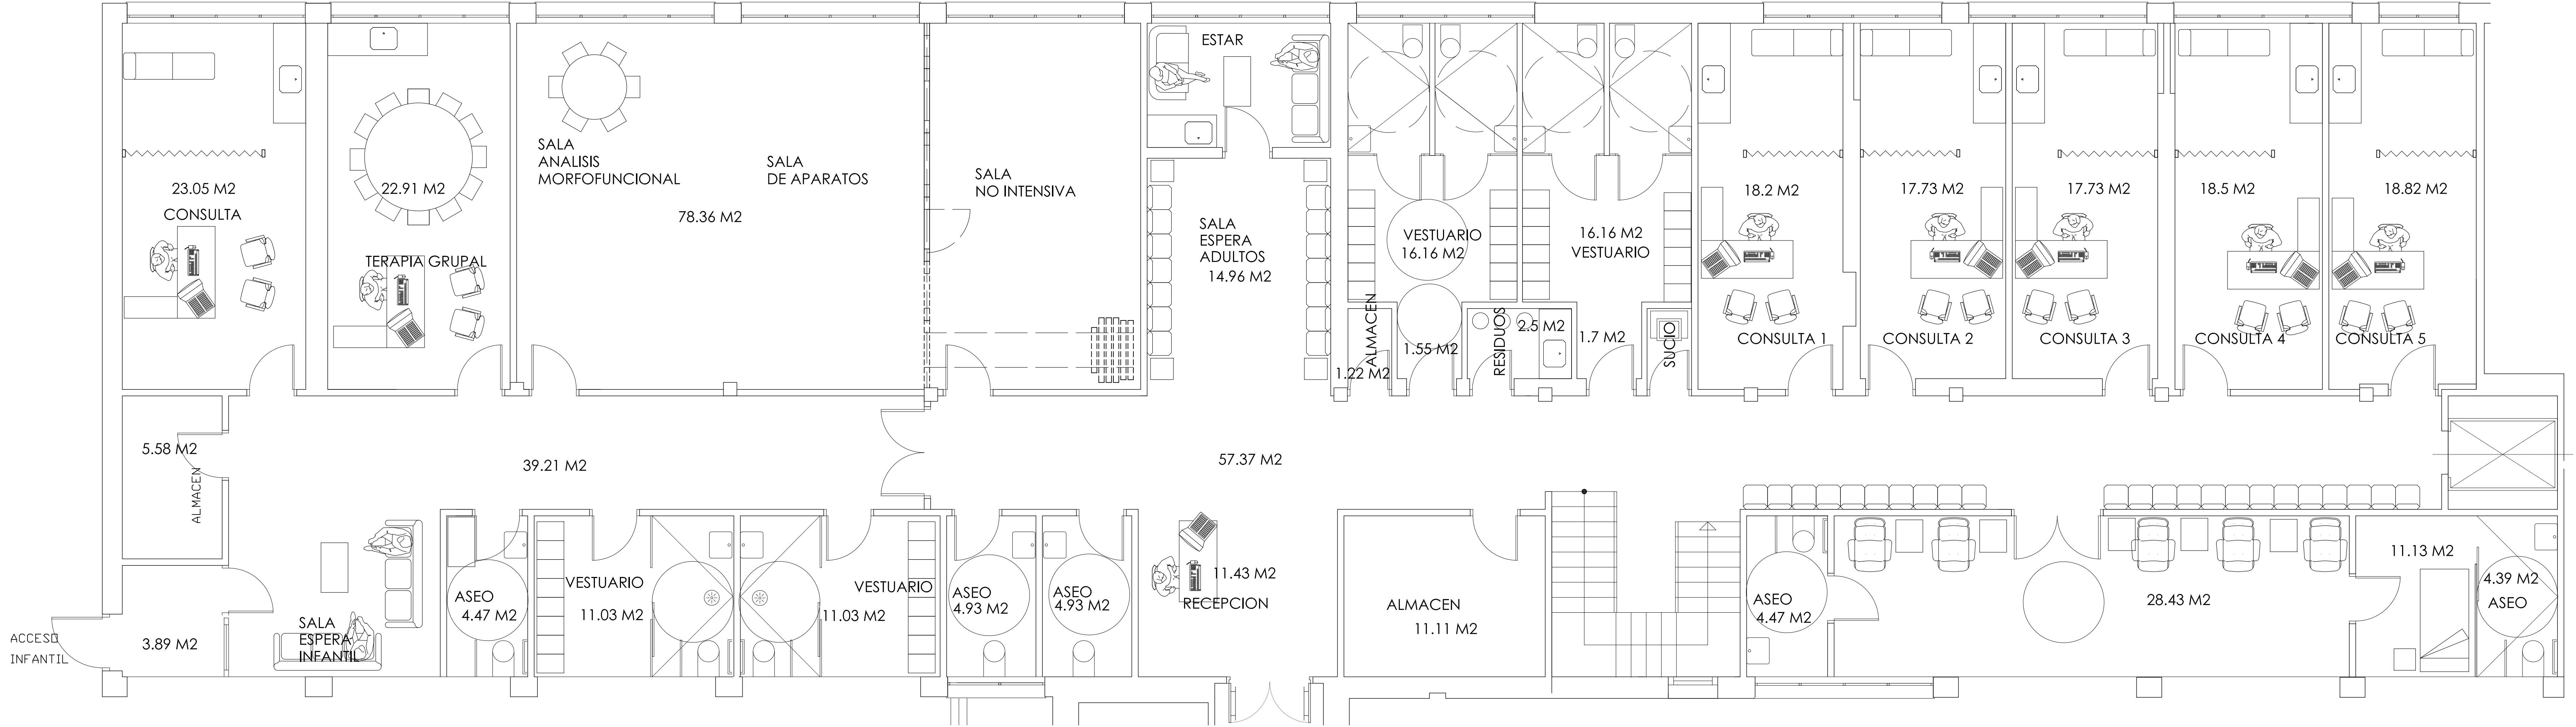 ESTAR
SALA
ANALISIS
MORFOFUNCIONAL
SALA
DE APARATOS
78.36 M2
SALA
NO INTENSIVA
23.05 M2
CONSULTA
22.91 M2
TERAPIA GRUPAL
SALA
ESPERA
ADULTOS
14.96 M2
VESTUARIO
16.16 M2
16.16 M2
VESTUARIO
18.2 M2
17.73 M2
17.73 M2
18.5 M2
18.82 M2
ALMACEN
1.22 M2
1.55 M2
RESIDUOS
2.5 M2
1.7 M2
SUCIO
CONSULTA 1
CONSULTA 2
CONSULTA 3
CONSULTA 4
CONSULTA 5
5.58 M2
ALMACEN
39.21 M2
57.37 M2
3.89 M2
ACCESO
INFANTIL
SALA
ESPERA
INFANTIL
ASEO
4.47 M2
VESTUARIO
11.03 M2
VESTUARIO
11.03 M2
ASEO
4.93 M2
ASEO
4.93 M2
11.43 M2
RECEPCION
ALMACEN
11.11 M2
ASEO
4.47 M2
28.43 M2
11.13 M2
4.39 M2
ASEO